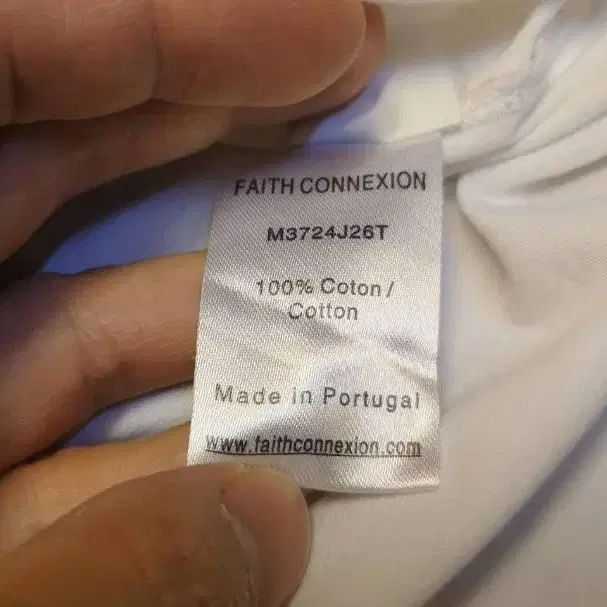 FAITH CONNEXION
M3724J26T
100% Coton /
Cotton
Made in Portugal
www.faithconnexion.com